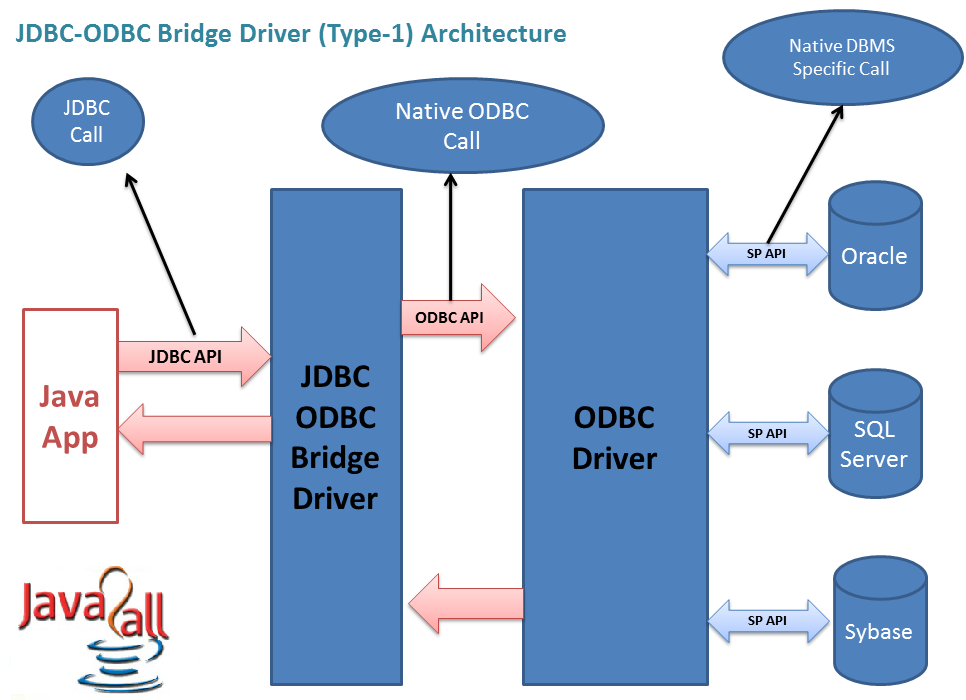 JDBC-ODBC Bridge Driver (Type-1) Architecture
Native DBMS
Specific Call
JDBC
Call
Native ODBC
Call
SP API
Oracle
ODBC API
JDBC API
Java
App
JDBC
ODBC
Bridge
Driver
ODBC
Driver
SP API
SQL
Server
Java2all
SP API
Sybase